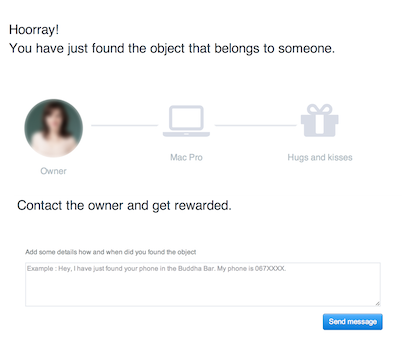 Hoorray!
You have just found the object that belongs to someone.
Mac Pro
Hugs and kisses
Owner
Contact the owner and get rewarded.
Add some details how and when did you found the object
Example : Hey, I have just found your phone in the Buddha Bar. My phone is 067XXXX.
Send message